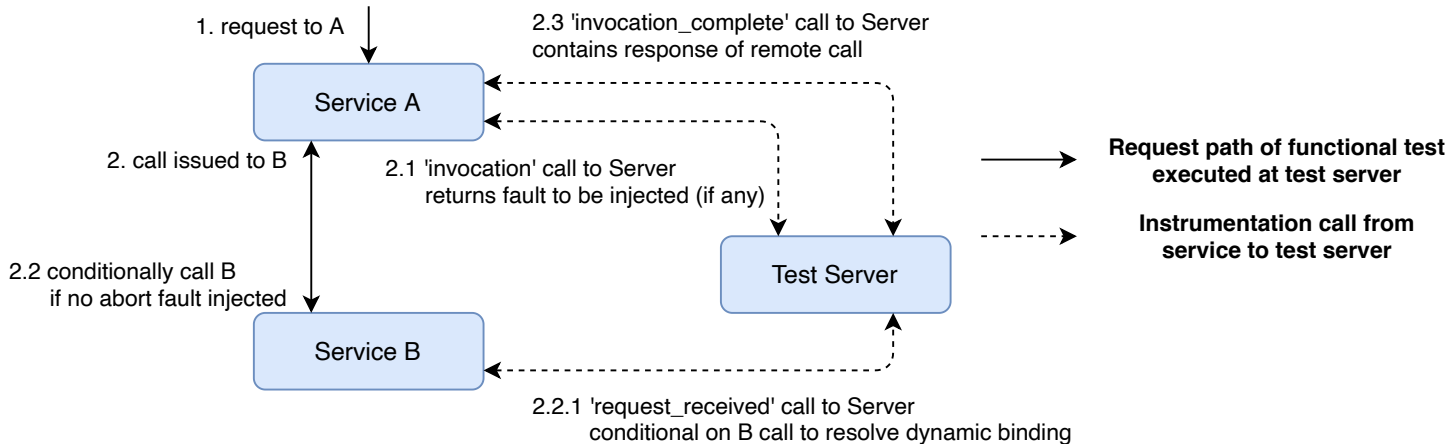 1. request to A
2.3 'invocation_complete' call to Server
contains response of remote call
Service A
2. call issued to B
2.1 'invocation' call to Server
returns fault to be injected (if any)
Request path of functional test
executed at test server
Instrumentation call from
service to test server
Test Server
2.2 conditionally call B
if no abort fault injected
Service B
2.2.1 'request_received' call to Server
conditional on B call to resolve dynamic binding